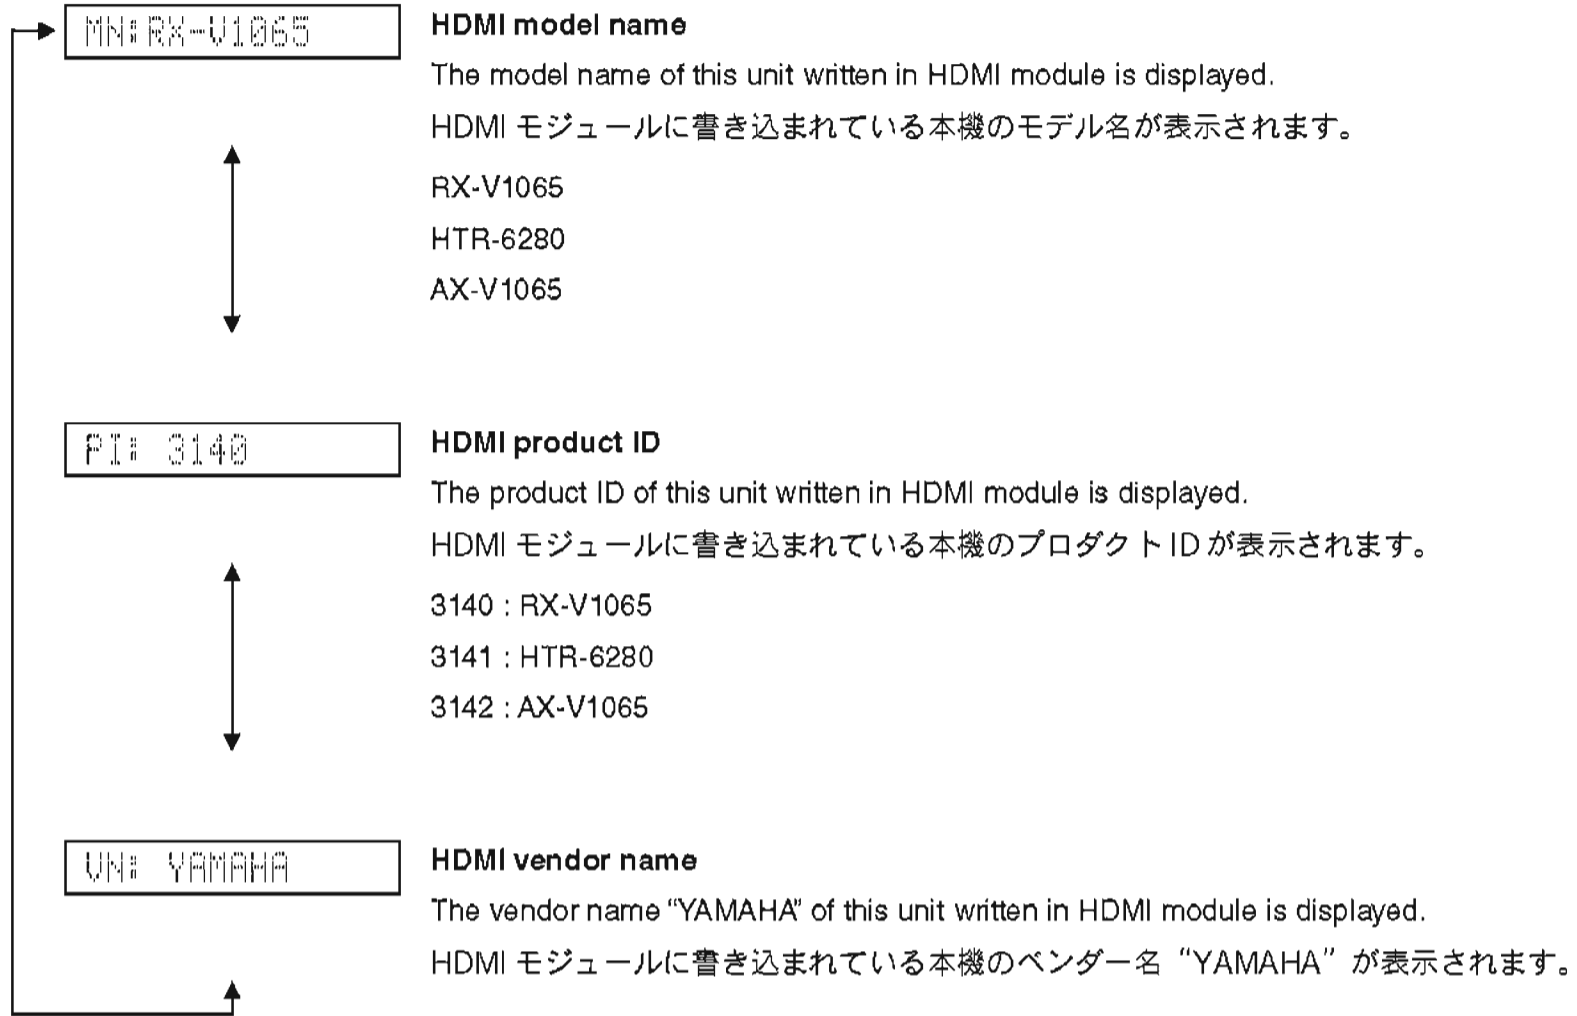 MN:RX-V1065
HDMI model name
The model name of this unit written in HDMI module is displayed.
HDMI モジュールに書き込まれている本機のモデル名が表示されます。
RX-V1065
HTR-6280
AX-V1065
PI: 3140
HDMI product ID
The product ID of this unit written in HDMI module is displayed.
HDMI モジュールに書き込まれている本機のプロダクト ID が表示されます。
3140 : RX-V1065
3141 : HTR-6280
3142 : AX-V1065
VN: YAMAHA
HDMI vendor name
The vendor name “YAMAHA” of this unit written in HDMI module is displayed.
HDMI モジュールに書き込まれている本機のベンダー名“YAMAHA”が表示されます。